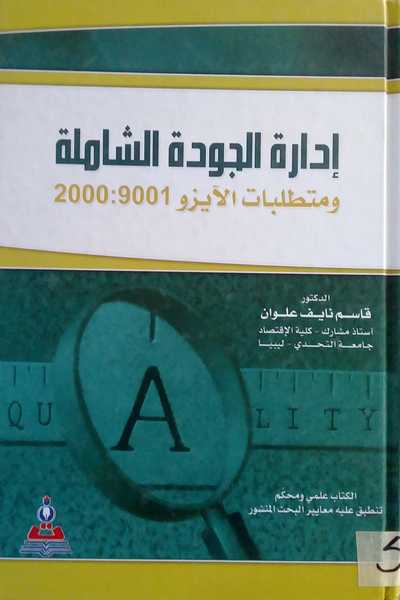 إدارة الجودة الشاملة
ومتطلبات الآيزو 2000:9001
الدكتور
قاسم نايف علوان
استاذ مشارك - كلية الإقتصاد
جامعة التحدي - ليبيا
QU A LITY
الكتاب علمي ومحكم
تنطبق عليه معايير البحث المنشور